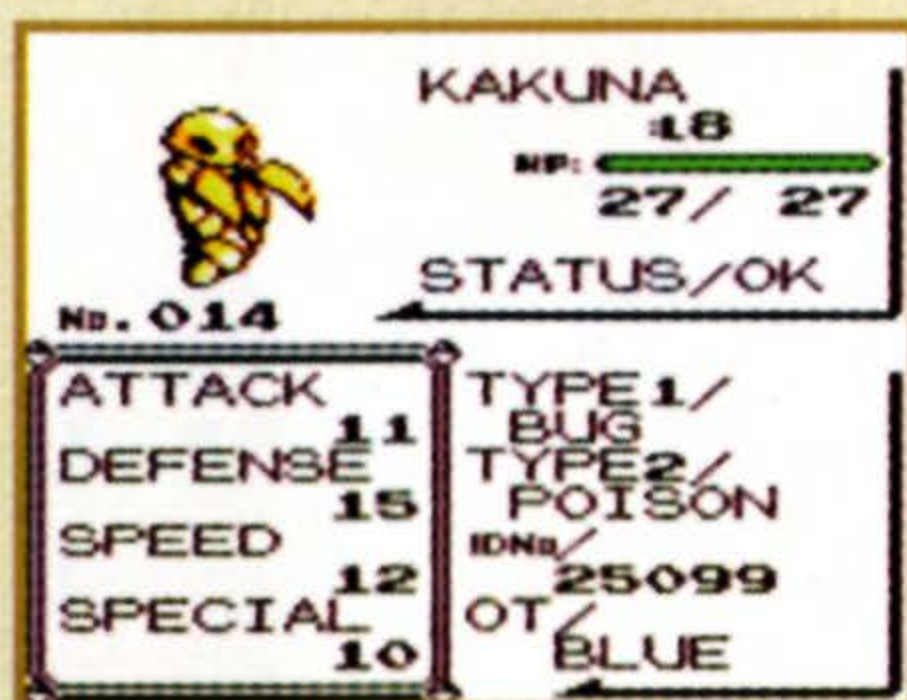 KAKUNA
:L8
HP:
27/ 27
STATUS/OK
No.014
ATTACK
11
DEFENSE
15
SPEED
12
SPECIAL
10
TYPE1/
BUG
TYPE2/
POISON
IDNo/
25099
OT/
BLUE